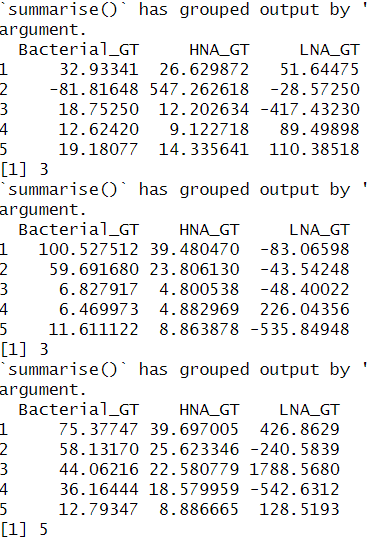 `summarise()` has grouped output by '
argument.
  Bacterial_GT     HNA_GT     LNA_GT
1     32.93341  26.629872   51.64475
2    -81.81648 547.262618  -28.57250
3     18.75250  12.202634 -417.43230
4     12.62420   9.122718   89.49898
5     19.18077  14.335641  110.38518
[1] 3
`summarise()` has grouped output by '
argument.
  Bacterial_GT    HNA_GT     LNA_GT
1   100.527512 39.480470  -83.06598
2    59.691680 23.806130  -43.54248
3     6.827917  4.800538  -48.40022
4     6.469973  4.882969  226.04356
5    11.611122  8.863878 -535.84948
[1] 3
`summarise()` has grouped output by '
argument.
  Bacterial_GT    HNA_GT    LNA_GT
1     75.37747 39.697005  426.8629
2     58.13170 25.623346 -240.5839
3     44.06216 22.580779 1788.5680
4     36.16444 18.579959 -542.6312
5     12.79347  8.886665  128.5193
[1] 5